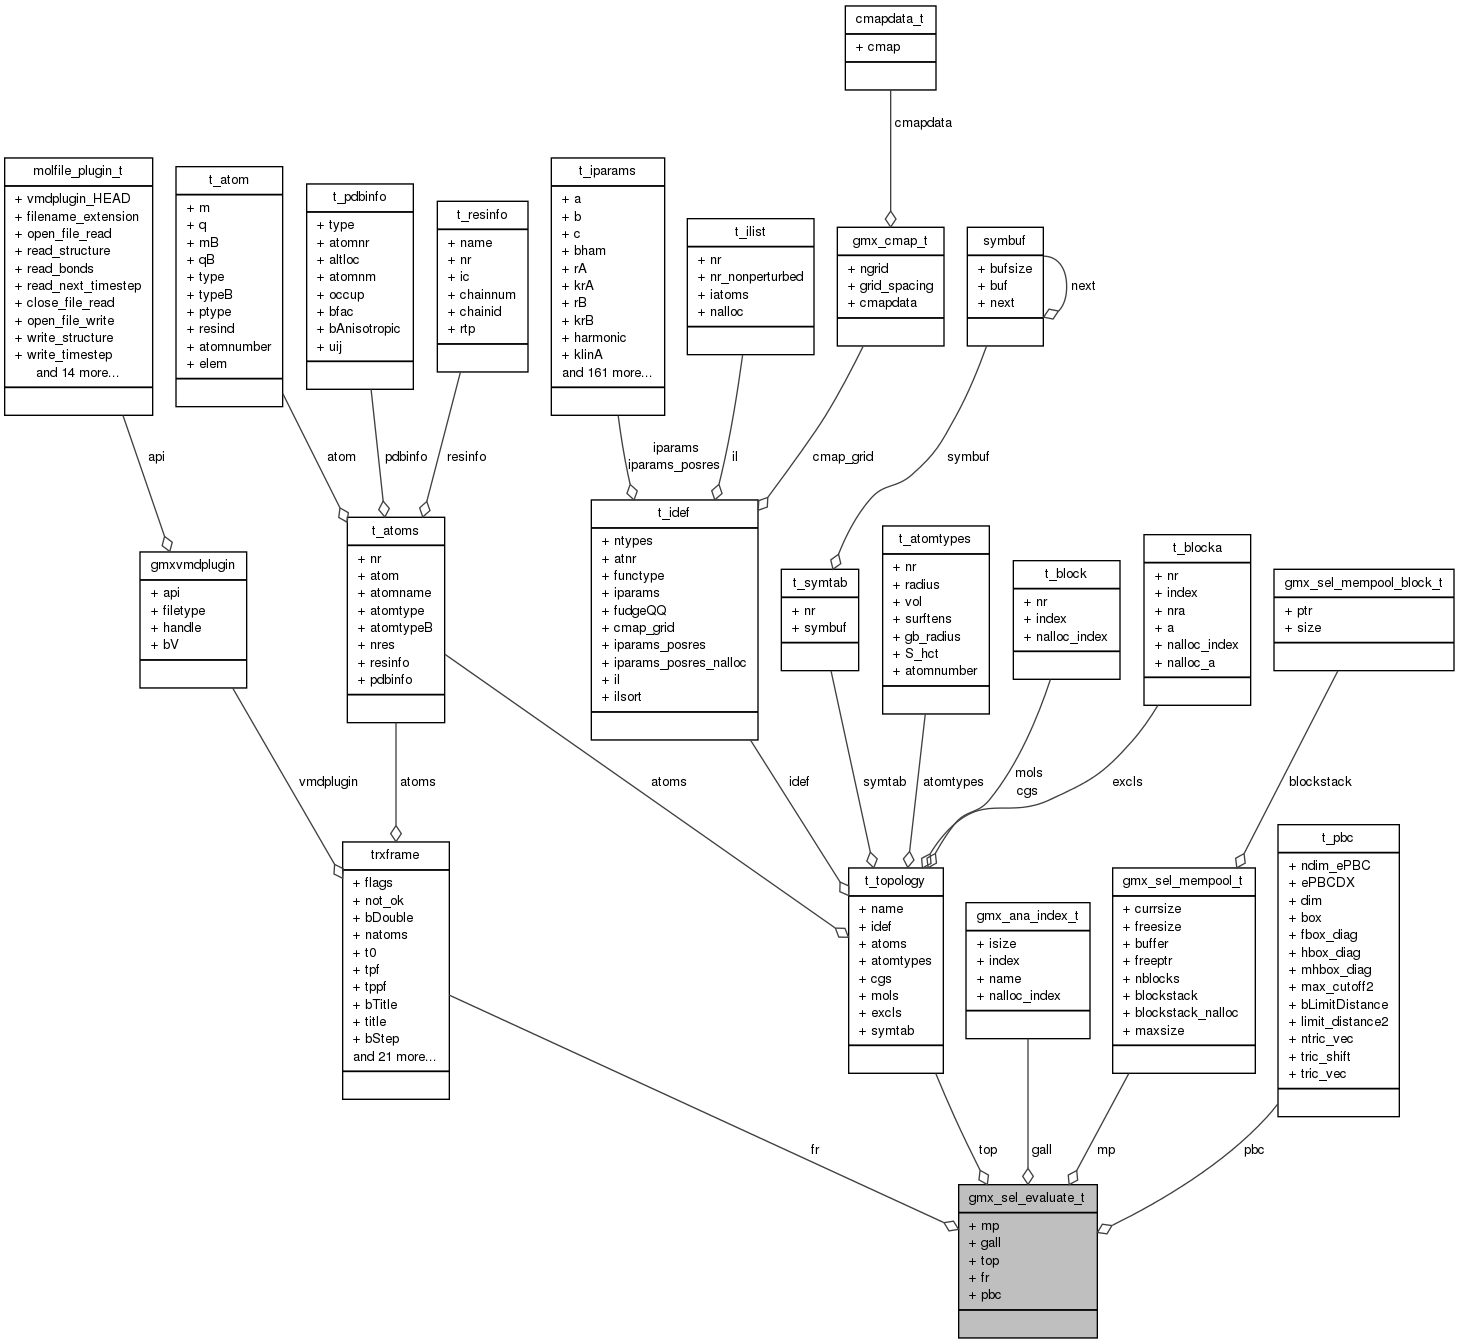 cmapdata_t
+ cmap
cmapdata
molfile_plugin_t
+ vmdplugin_HEAD
+ filename_extension
+ open_file_read
+ read_structure
+ read_bonds
+ read_next_timestep
+ close_file_read
+ open_file_write
+ write_structure
+ write_timestep
and 14 more...
t_atom
+ m
+ q
+ mB
+ qB
+ type
+ typeB
+ ptype
+ resind
+ atomnumber
+ elem
t_pdbinfo
+ type
+ atomnr
+ altloc
+ atomnm
+ occup
+ bfac
+ bAnisotropic
+ uij
t_resinfo
+ name
+ nr
+ ic
+ chainnum
+ chainid
+ rtp
t_iparams
+ a
+ b
+ c
+ bham
+ rA
+ krA
+ rB
+ krB
+ harmonic
+ klinA
and 161 more...
t_ilist
+ nr
+ nr_nonperturbed
+ iatoms
+ nalloc
gmx_cmap_t
+ ngrid
+ grid_spacing
+ cmapdata
symbuf
+ bufsize
+ buf
+ next
next
api
atom
pdbinfo
resinfo
iparams
iparams_posres
il
cmap_grid
symbuf
gmxvmdplugin
+ api
+ filetype
+ handle
+ bV
t_atoms
+ nr
+ atom
+ atomname
+ atomtype
+ atomtypeB
+ nres
+ resinfo
+ pdbinfo
t_idef
+ ntypes
+ atnr
+ functype
+ iparams
+ fudgeQQ
+ cmap_grid
+ iparams_posres
+ iparams_posres_nalloc
+ il
+ ilsort
t_symtab
+ nr
+ symbuf
t_atomtypes
+ nr
+ radius
+ vol
+ surftens
+ gb_radius
+ S_hct
+ atomnumber
t_block
+ nr
+ index
+ nalloc_index
t_blocka
+ nr
+ index
+ nra
+ a
+ nalloc_index
+ nalloc_a
gmx_sel_mempool_block_t
+ ptr
+ size
vmdplugin
atoms
atoms
idef
symtab
atomtypes
mols
cgs
excls
blockstack
trxframe
+ flags
+ not_ok
+ bDouble
+ natoms
+ t0
+ tpf
+ tppf
+ bTitle
+ title
+ bStep
and 21 more...
t_topology
+ name
+ idef
+ atoms
+ atomtypes
+ cgs
+ mols
+ excls
+ symtab
gmx_ana_index_t
+ isize
+ index
+ name
+ nalloc_index
gmx_sel_mempool_t
+ currsize
+ freesize
+ buffer
+ freeptr
+ nblocks
+ blockstack
+ blockstack_nalloc
+ maxsize
t_pbc
+ ndim_ePBC
+ ePBCDX
+ dim
+ box
+ fbox_diag
+ hbox_diag
+ mhbox_diag
+ max_cutoff2
+ bLimitDistance
+ limit_distance2
+ ntric_vec
+ tric_shift
+ tric_vec
fr
top
gall
mp
pbc
gmx_sel_evaluate_t
+ mp
+ gall
+ top
+ fr
+ pbc